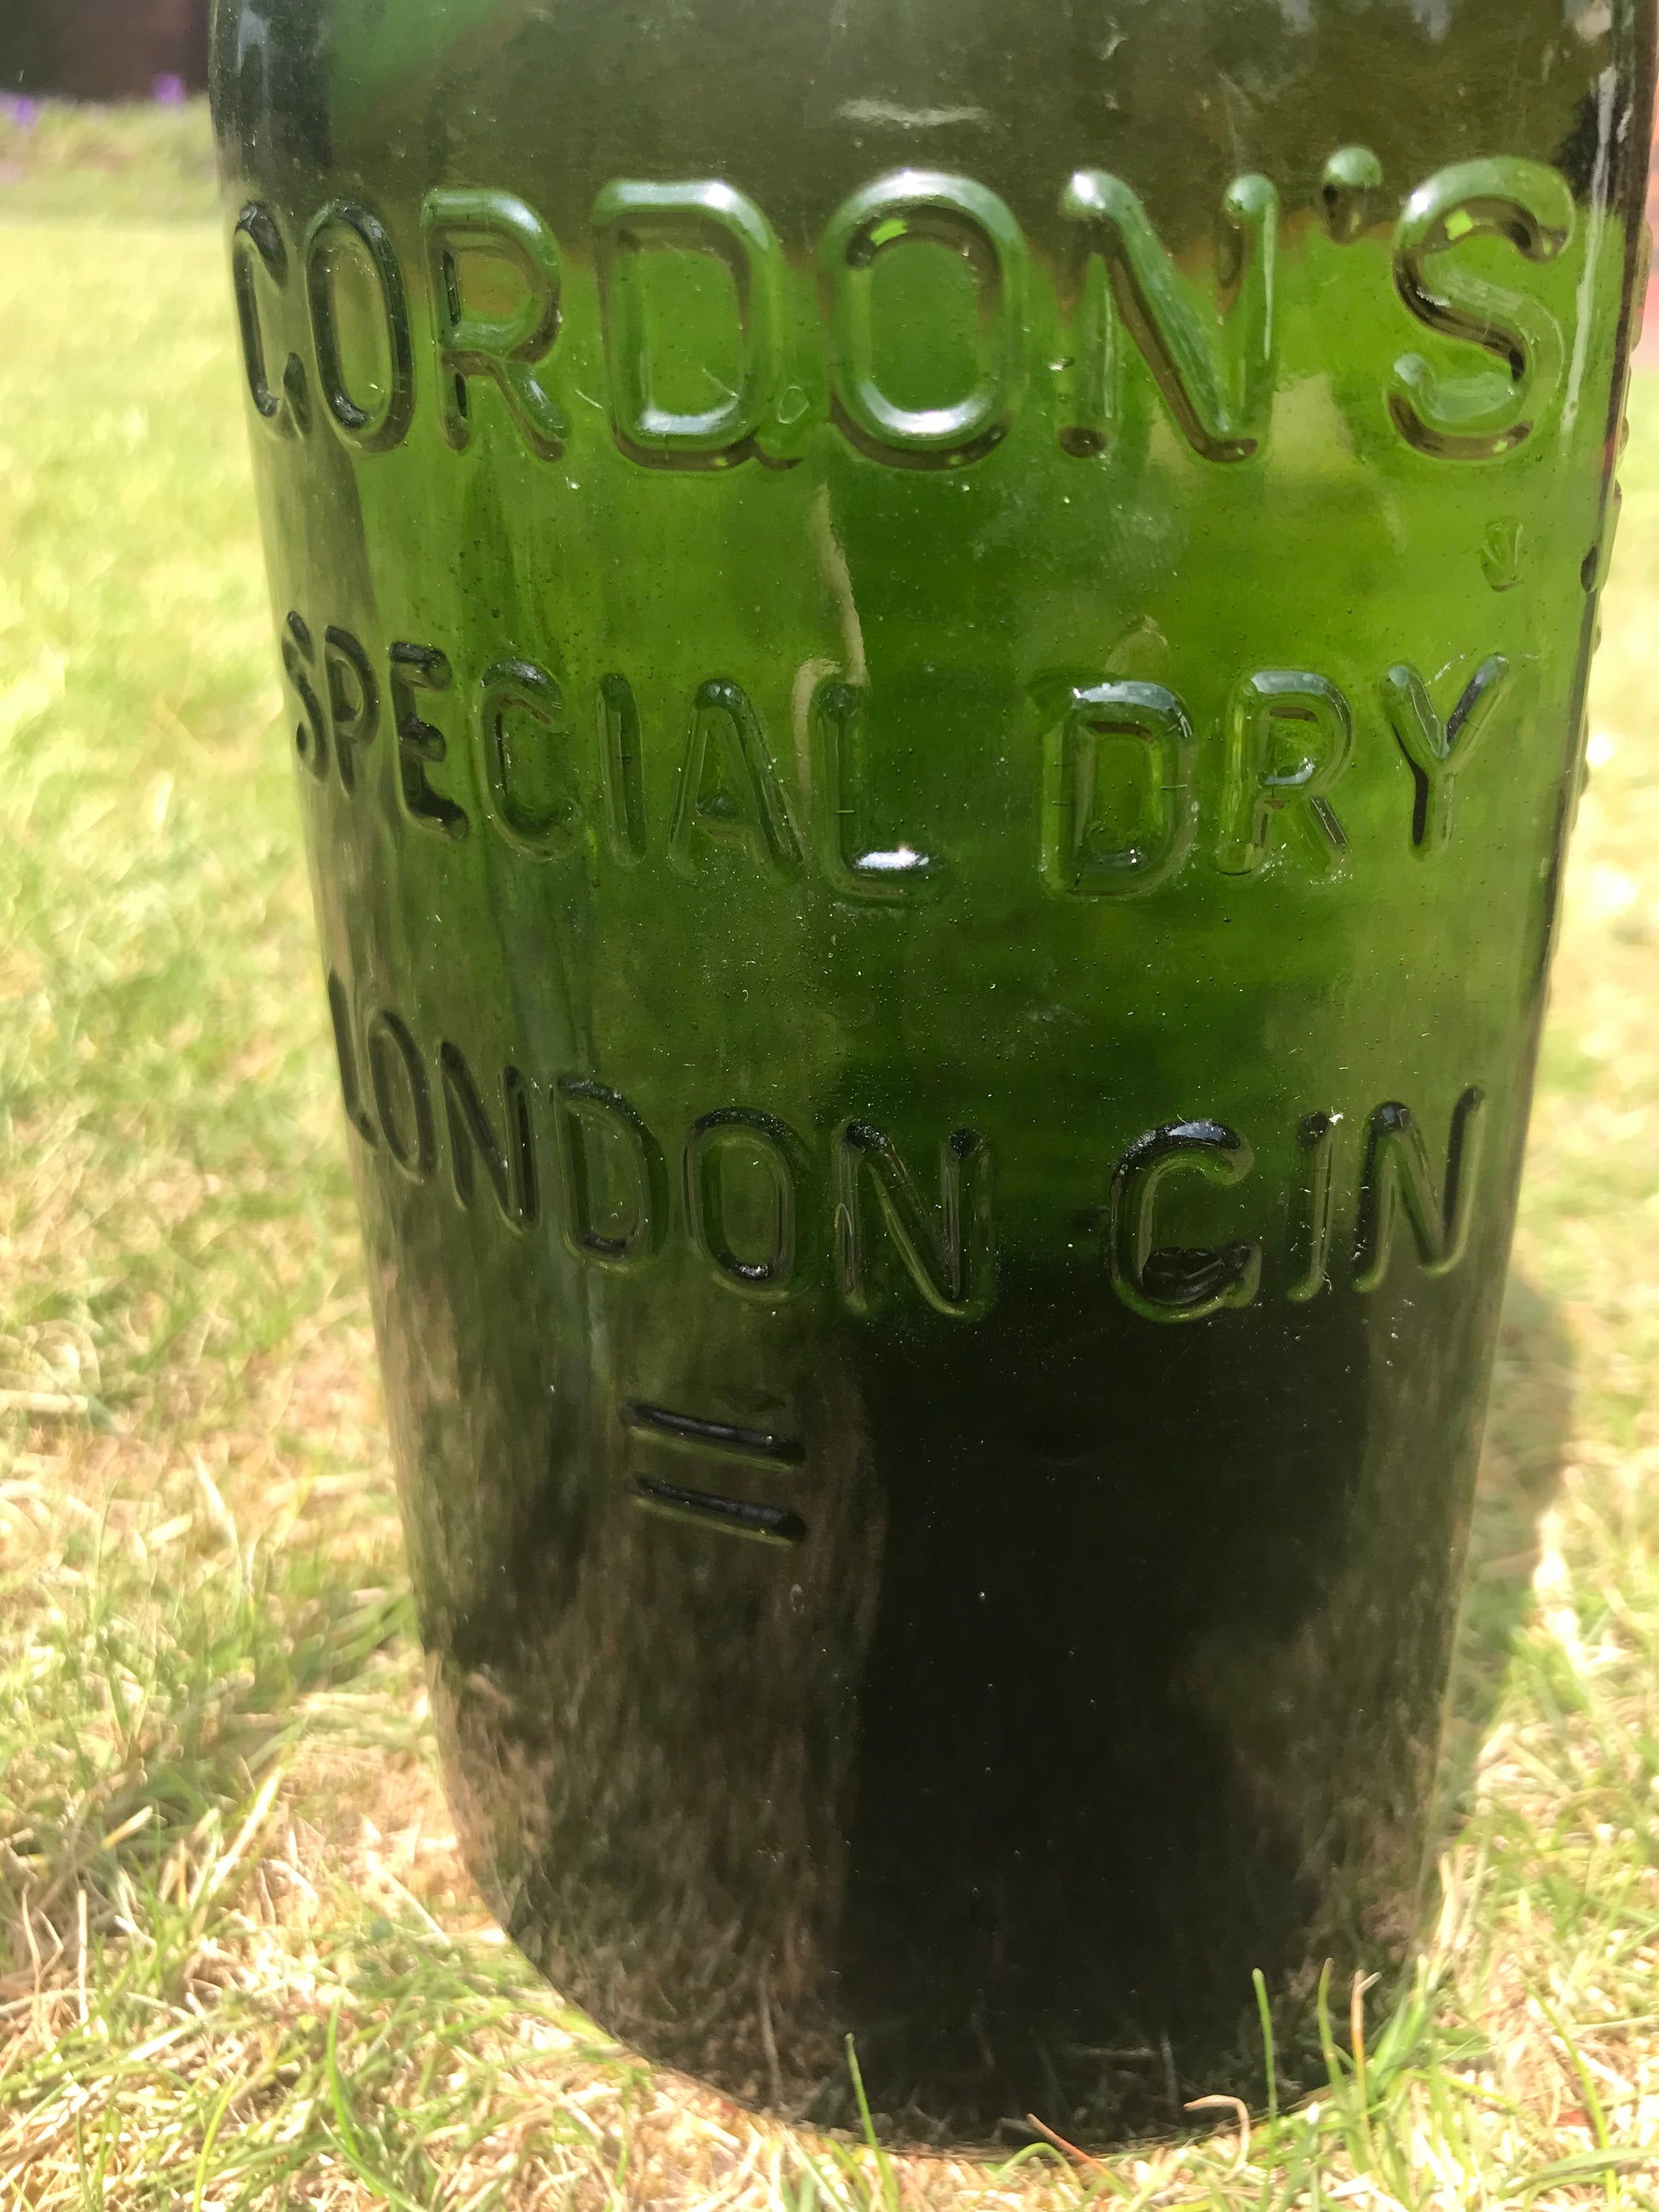 GORDON'S
SPECIAL DRY
LONDON GIN
=